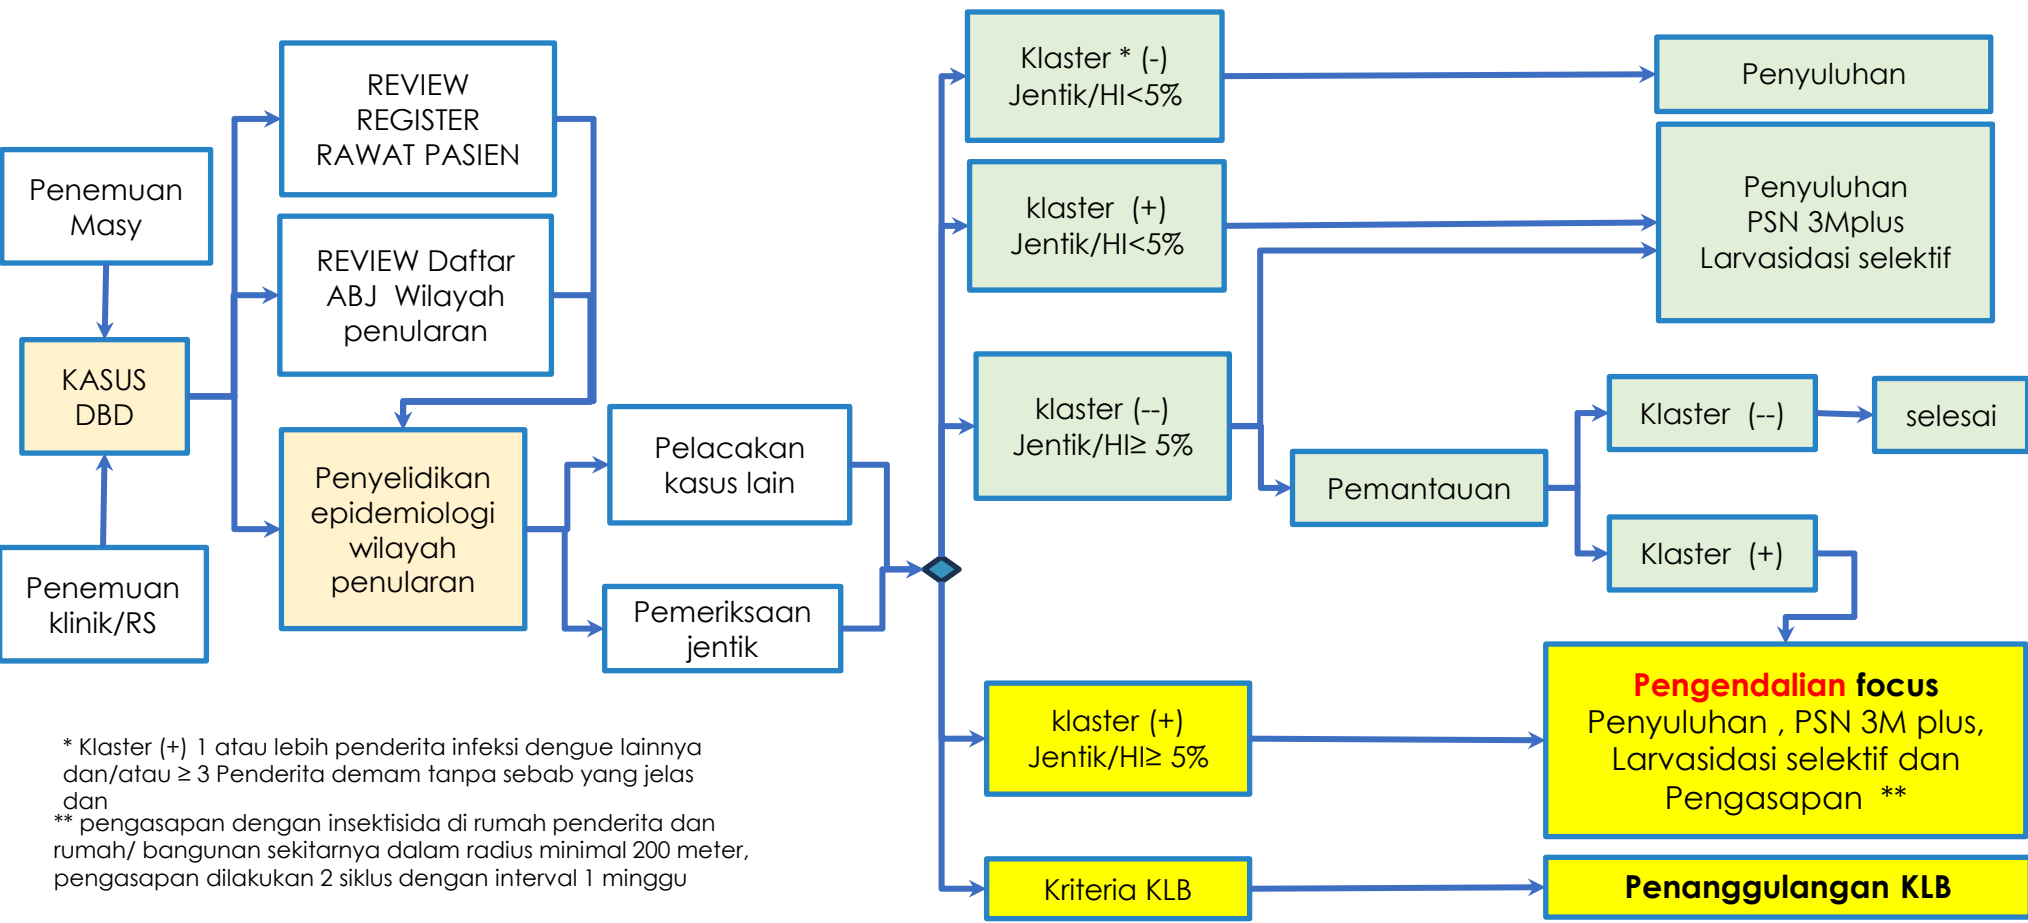 Penemuan
Masy
KASUS
DBD
Penemuan
klinik/RS
REVIEW
REGISTER
RAWAT PASIEN
REVIEW Daftar
ABJ  Wilayah
penularan
Penyelidikan
epidemiologi
wilayah
penularan
Pelacakan
kasus lain
Pemeriksaan
jentik
Klaster * (-)
Jentik/HI<5%
klaster  (+)
Jentik/HI<5%
klaster (--)
Jentik/HI≥ 5%
klaster (+)
Jentik/HI≥ 5%
Kriteria KLB
Penyuluhan
Penyuluhan
PSN 3Mplus
Larvasidasi selektif
Pemantauan
Klaster  (--)
selesai
Klaster  (+)
Pengendalian focus
Penyuluhan , PSN 3M plus,
Larvasidasi selektif dan
Pengasapan  **
Penanggulangan KLB
* Klaster (+) 1 atau lebih penderita infeksi dengue lainnya
dan/atau ≥ 3 Penderita demam tanpa sebab yang jelas
dan
** pengasapan dengan insektisida di rumah penderita dan
rumah/ bangunan sekitarnya dalam radius minimal 200 meter,
pengasapan dilakukan 2 siklus dengan interval 1 minggu